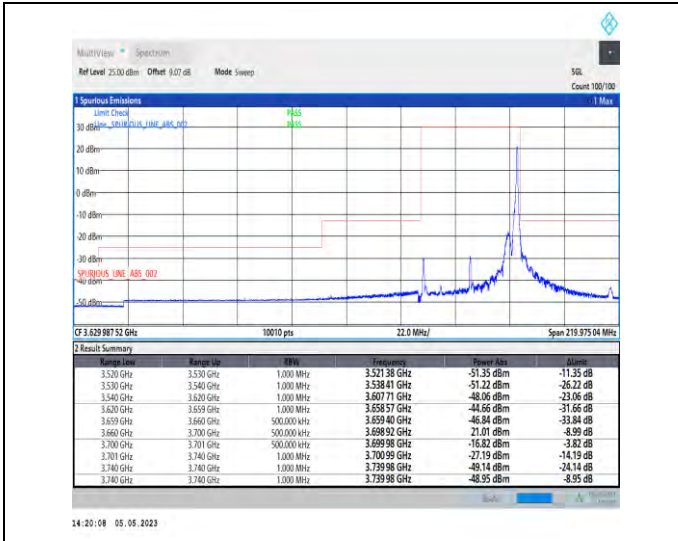 MultiView Spectrum
Ref Level 25.00 dBm Offset 9.07 dB Mode Sweep SGL
Count 100/100
1 Spurious Emissions 1 Max
Limit Check PASS
Line _SPURIOUS_LINE_ABS_002 PASS
30 dBm
20 dBm
10 dBm
0 dBm
-10 dBm
-20 dBm
-30 dBm
SPURIOUS_LINE_ABS_002
-40 dBm
-50 dBm
CF 3.629 987 52 GHz 10010 pts 22.0 MHz/ Span 219.975 04 MHz
2 Result Summary
Range Low Range Up RBW Frequency Power Abs ΔLimit
3.520 GHz 3.530 GHz 1.000 MHz 3.521 38 GHz -51.35 dBm -11.35 dB
3.530 GHz 3.540 GHz 1.000 MHz 3.538 41 GHz -51.22 dBm -26.22 dB
3.540 GHz 3.620 GHz 1.000 MHz 3.607 71 GHz -48.06 dBm -23.06 dB
3.620 GHz 3.659 GHz 1.000 MHz 3.658 57 GHz -44.66 dBm -31.66 dB
3.659 GHz 3.660 GHz 500.000 kHz 3.659 40 GHz -46.84 dBm -33.84 dB
3.660 GHz 3.700 GHz 500.000 kHz 3.698 92 GHz 21.01 dBm -8.99 dB
3.700 GHz 3.701 GHz 500.000 kHz 3.699 98 GHz -16.82 dBm -3.82 dB
3.701 GHz 3.740 GHz 1.000 MHz 3.700 99 GHz -27.19 dBm -14.19 dB
3.740 GHz 3.740 GHz 1.000 MHz 3.739 98 GHz -49.14 dBm -24.14 dB
3.740 GHz 3.740 GHz 1.000 MHz 3.739 98 GHz -48.95 dBm -8.95 dB
14:20:08 05.05.2023